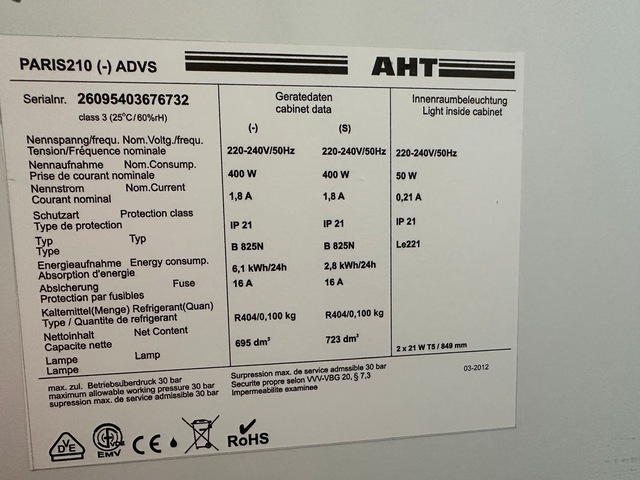 PARIS210 (-) ADVS AHT
Serialnr. 26095403676732
class 3 (25°C/60%rH)
Geratedaten
cabinet data
Innenraumbeleuchtung
Light inside cabinet
(-) (S)
Nennspanng/frequ. Nom.Voltg./frequ.
Tension/Fréquence nominale
220-240V/50Hz 220-240V/50Hz 220-240V/50Hz
Nennaufnahme Nom.Consump.
Prise de courant nominale
400 W 400 W 50 W
Nennstrom Nom.Current
Courant nominal
1,8 A 1,8 A 0,21 A
Schutzart Protection class
Type de protection
IP 21 IP 21 IP 21
Typ Typ
Type
B 825N B 825N Le221
Energieaufnahme Energy consump.
Absorption d'énergie
6,1 kWh/24h 2,8 kWh/24h
Absicherung Fuse
Protection par fusibles
16 A 16 A
Kaltemittel(Menge) Refrigerant(Quan)
Type / Quantite de refrigerant
R404/0,100 kg R404/0,100 kg
Nettoinhalt Net Content
Capacite nette
695 dm³ 723 dm³
Lampe Lamp
Lampe
2 x 21 W T5 / 849 mm
max. zul. Betriebsüberdruck 30 bar
maximum allowable working pressure 30 bar
supression max. de service admissible 30 bar
Surpression max. de service admssible 30 bar
Securite propre selon VVV-VBG 20, § 7,3
Impermeabilite examinee
03-2012
VDE
EMV
CE
RoHS